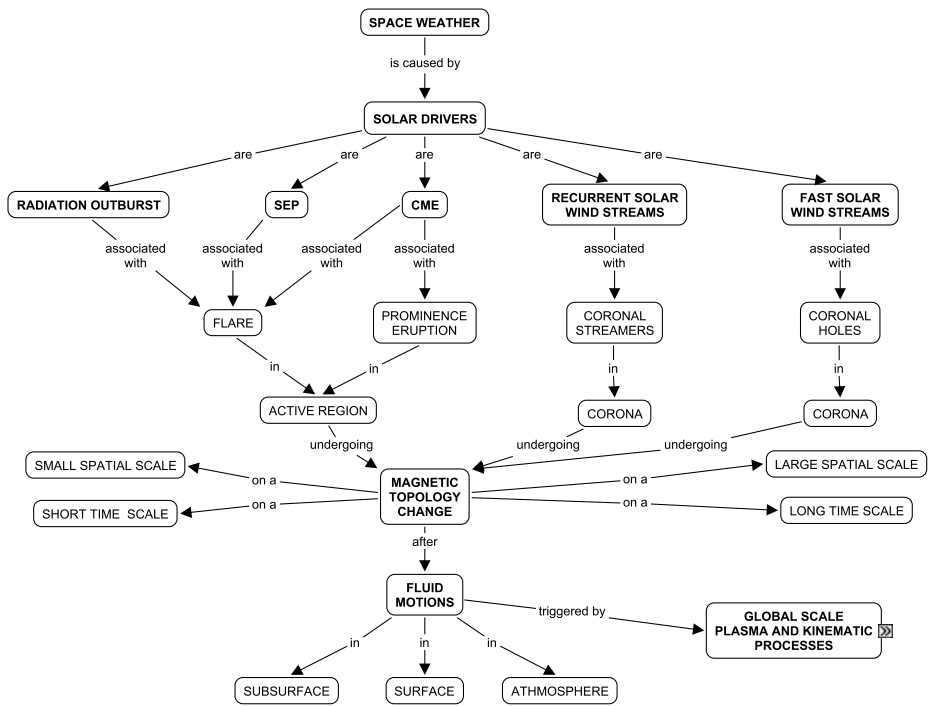 SPACE WEATHER
is caused by
SOLAR DRIVERS
are
are
are
are
are
RADIATION OUTBURST
SEP
CME
RECURRENT SOLAR
WIND STREAMS
FAST SOLAR
WIND STREAMS
associated
with
associated
with
associated
with
associated
with
associated
with
associated
with
FLARE
PROMINENCE
ERUPTION
CORONAL
STREAMERS
CORONAL
HOLES
in
in
in
in
ACTIVE REGION
CORONA
CORONA
undergoing
undergoing
undergoing
SMALL SPATIAL SCALE
on a
MAGNETIC
TOPOLOGY
CHANGE
on a
LARGE SPATIAL SCALE
SHORT TIME SCALE
on a
on a
LONG TIME SCALE
after
FLUID
MOTIONS
triggered by
GLOBAL SCALE
PLASMA AND KINEMATIC
PROCESSES
in
in
in
SUBSURFACE
SURFACE
ATHMOSPHERE